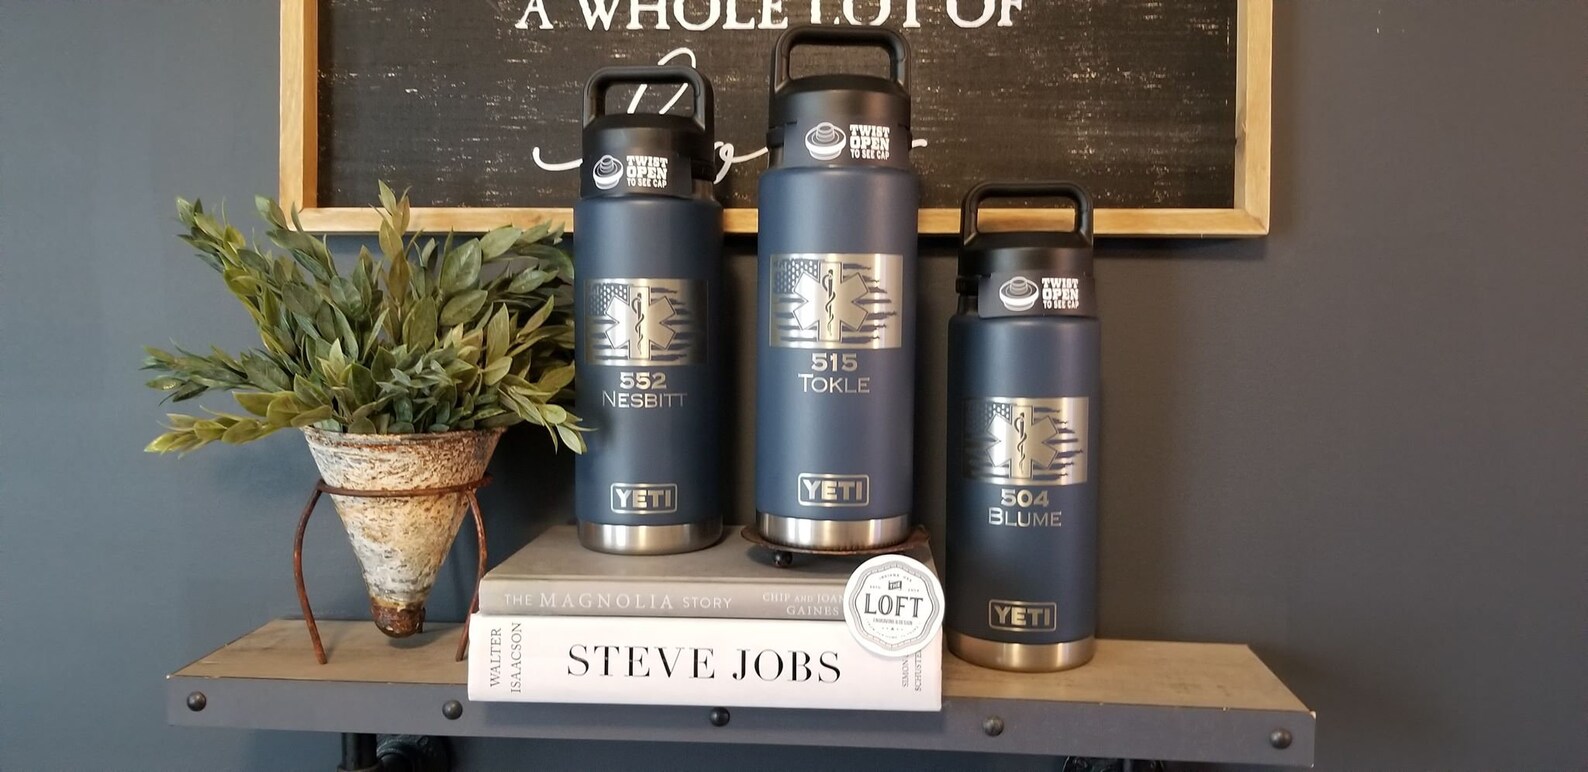 A WHOLE LOT OF
TWIST
OPEN
TO SEE CAP
552
NESBITT
YETI
TWIST
OPEN
TO SEE CAP
515
TOKLE
YETI
TWIST
OPEN
TO SEE CAP
504
BLUME
YETI
THE MAGNOLIA STORY
CHIP AND JOAN
GAINES
WALTER
ISAACSON
STEVE JOBS
SIMON
SCHUSTER
THE
LOFT